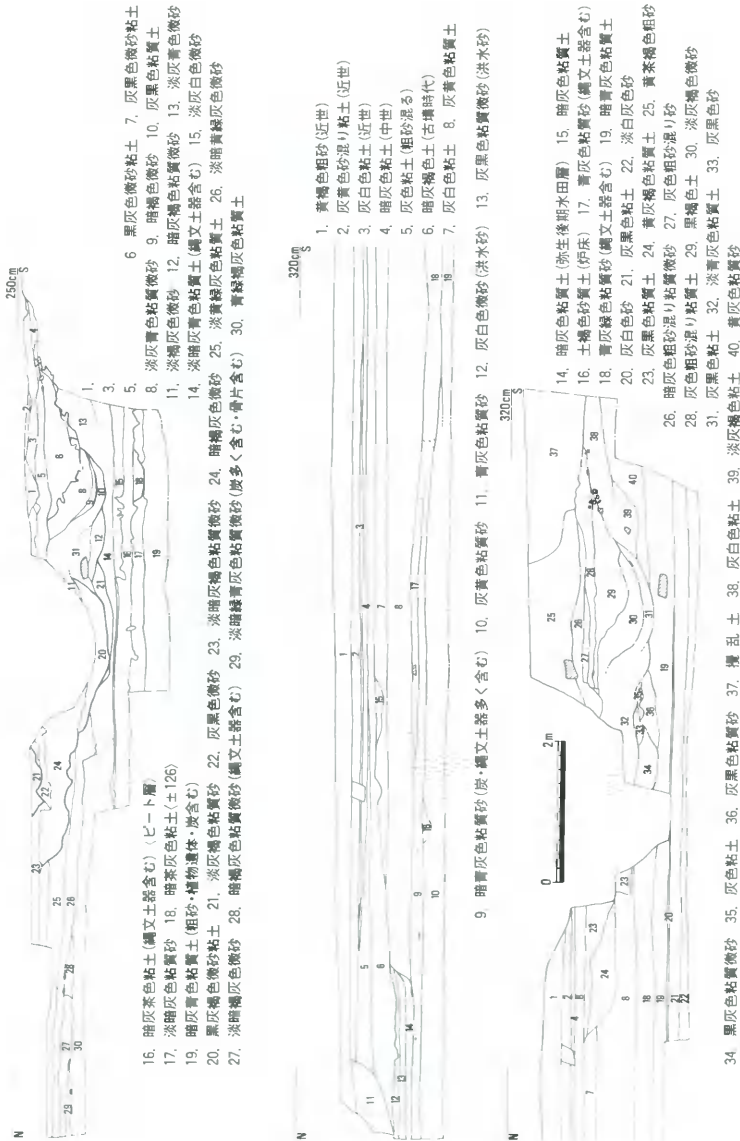 N
250cm
S
6 黒灰色微砂粘土 7. 灰黒色微砂粘土
8. 淡灰青色粘質微砂 9. 暗褐色微砂 10. 灰黒色粘土
11. 淡褐灰色微砂 12. 暗灰褐色粘質微砂 13. 淡灰青色微砂
14. 淡暗灰青色粘質土(縄文土器含む) 15. 淡灰白色微砂
16. 暗灰茶色粘土(縄文土器含む)〈ピート層〉
17. 淡暗灰色粘質砂 18. 暗茶灰色粘土〈±126〉
19. 暗灰青色粘質土(粗砂・植物遺体・炭含む)
20. 黒灰褐色微砂粘土 21. 淡灰褐色粘質砂 22. 灰黒色微砂 23. 淡暗灰褐色粘質微砂 24. 暗褐灰色微砂 25. 淡黄緑灰色粘質土 26. 淡暗青緑灰色微砂
27. 淡暗褐灰色微砂 28. 暗褐灰色粘質微砂(縄文土器含む) 29. 淡暗緑青灰色粘質微砂(炭多く含む・骨片含む) 30. 青緑褐灰色粘質土
N
320cm
S
1. 黄褐色粗砂(近世)
2. 灰黄色砂混り粘土(近世)
3. 灰白色粘土(近世)
4. 暗灰色粘土(中世)
5. 灰色粘土(粗砂混る)
6. 暗灰褐色土(古墳時代)
7. 灰白色粘土 8. 灰黄色粘質土
9. 暗青灰色粘質砂(炭・縄文土器多く含む) 10. 灰黄色粘質砂 11. 青灰色粘質砂 12. 灰白色微砂(洪水砂) 13. 灰黒色粘質微砂(洪水砂)
N
0 2m
320cm
S
14. 暗灰色粘質土(弥生後期水田層) 15. 暗灰色粘質土
16. 土褐色砂質土(炉床) 17. 青灰色粘質砂(縄文土器含む)
18. 青灰緑色粘質砂(縄文土器含む) 19. 暗青灰色粘質土
20. 灰白色砂 21. 灰黒色粘土 22. 淡白灰色砂
23. 灰黒色粘質土 24. 黄灰褐色粘質土 25. 黄茶褐色粗砂
26. 暗灰色粗砂混り粘質微砂 27. 灰色粗砂混り砂
28. 灰色粗砂混り粘質土 29. 黒褐色土 30. 淡灰褐色微砂
31. 灰黒色粘土 32. 淡青灰色粘質土 33. 灰黒色砂
34. 黒灰色粘質微砂 35. 灰色粘土 36. 灰黒色粘質砂 37. 攪乱土 38. 灰白色粘土 39. 淡灰褐色粘土 40. 黄灰色粘質砂